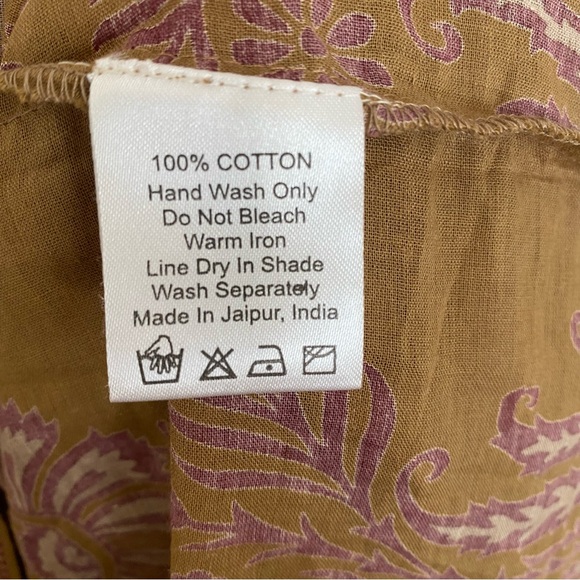 100% COTTON
Hand Wash Only
Do Not Bleach
Warm Iron
Line Dry In Shade
Wash Separately
Made In Jaipur, India